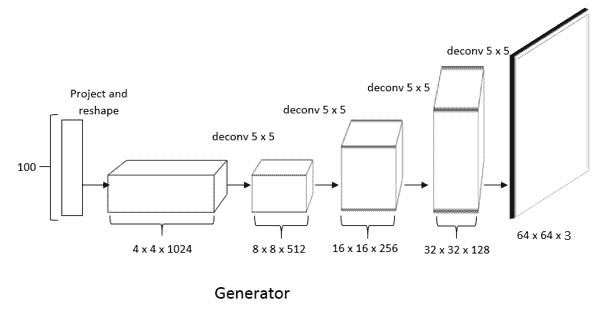 deconv 5 x 5
deconv 5 x 5
Project and
reshape
deconv 5 x 5
deconv 5 x 5
100
4 x 4 x 1024
8 x 8 x 512
16 x 16 x 256
32 x 32 x 128
64 x 64 x 3
Generator